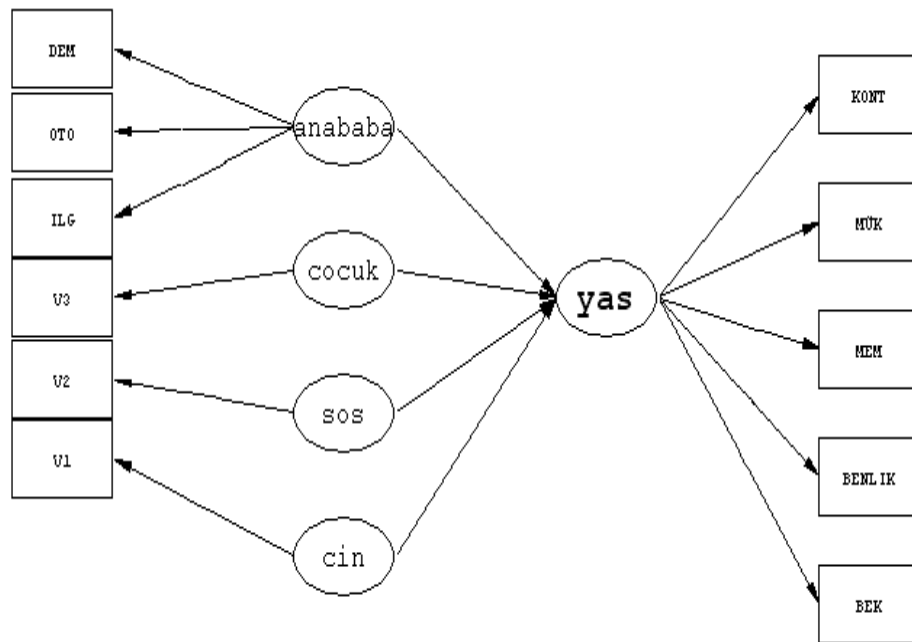 DEM
OTO
ILG
V3
V2
V1
anababa
cocuk
sos
cin
yas
KONT
MÜK
MEM
BENLIK
BEK